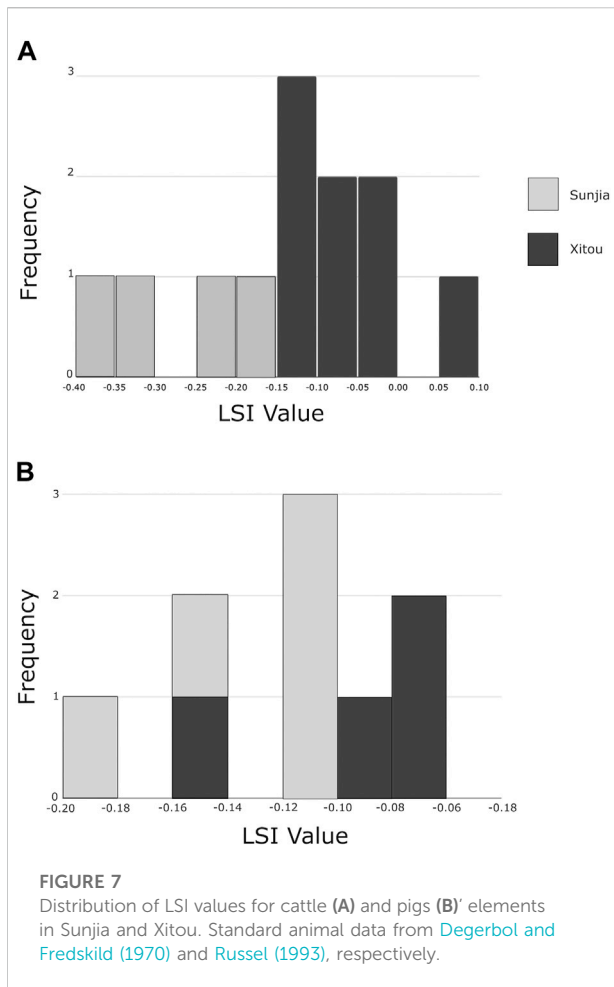 A
3
2
1
0
Frequency
-0.40 -0.35 -0.30 -0.25 -0.20 -0.15 -0.10 -0.05 0.00 0.05 0.10
LSI Value
Sunjia
Xitou
B
3
2
1
0
Frequency
-0.20 -0.18 -0.16 -0.14 -0.12 -0.10 -0.08 -0.06 -0.18
LSI Value
FIGURE 7
Distribution of LSI values for cattle (A) and pigs (B)’ elements
in Sunjia and Xitou. Standard animal data from Degerbol and
Fredskild (1970) and Russel (1993), respectively.